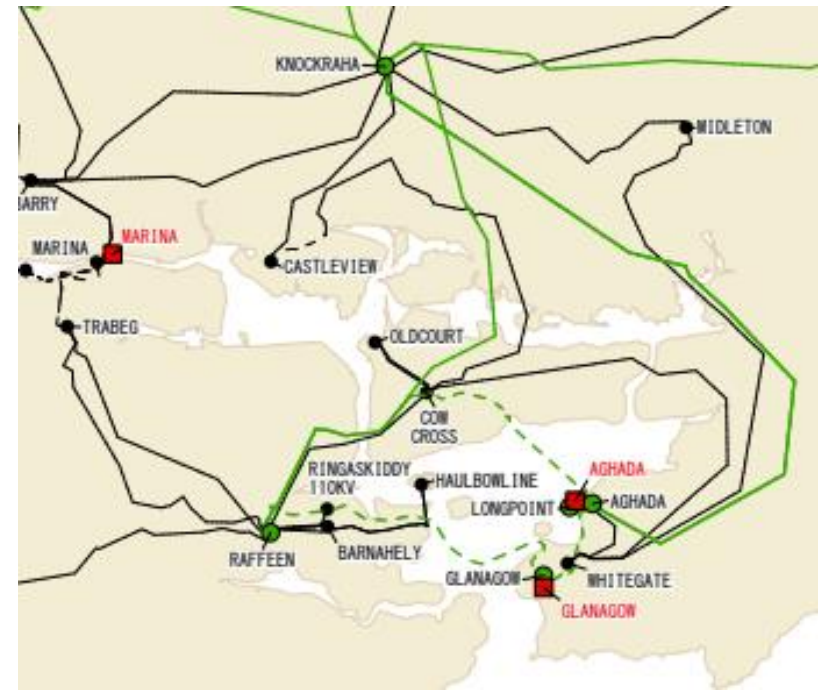 KNOCKRAHA
MIDLETON
BARRY
MARINA
MARINA
CASTLEVIEW
TRABEG
OLDCOURT
COW
CROSS
RINGASKIDDY
110KV
HAULBOWLINE
AGHADA
LONGPOINT
AGHADA
RAFFEEN
BARNAHELY
GLANAGOW
WHITEGATE
GLANAGOW